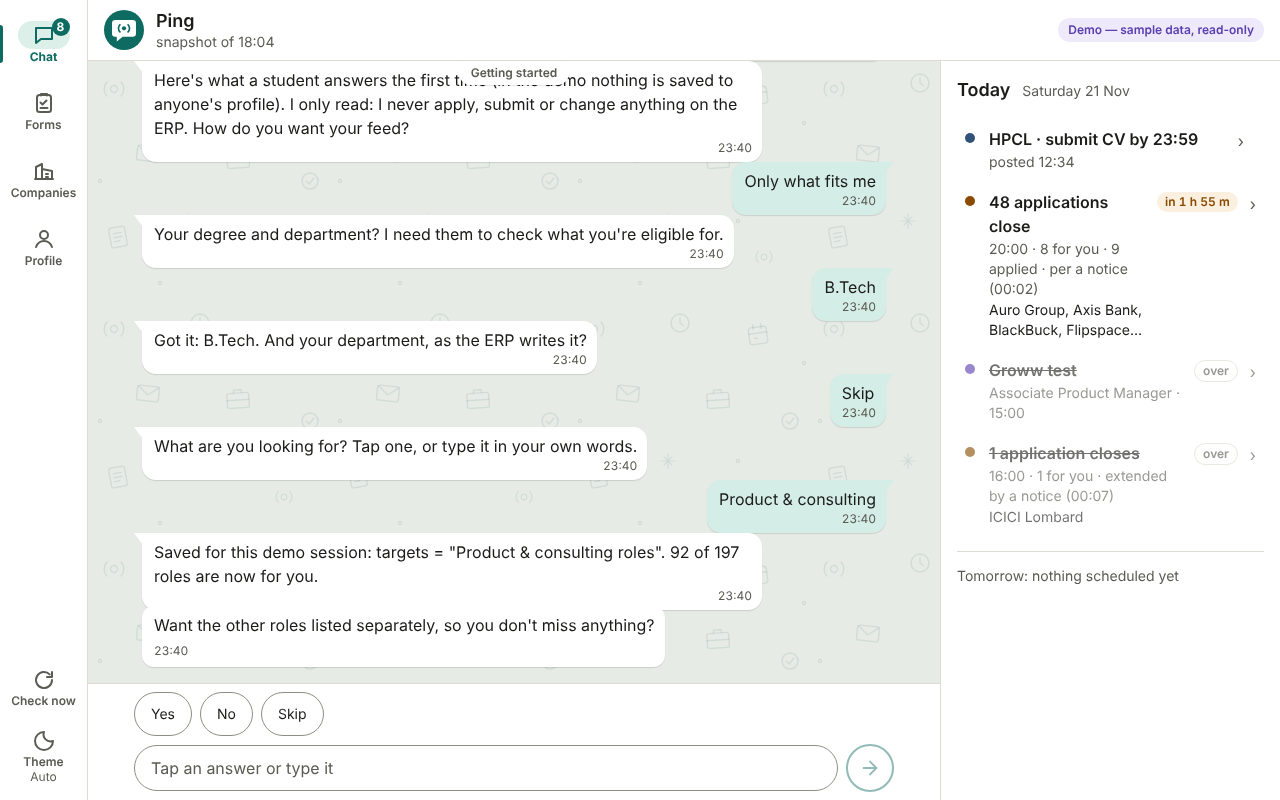 8
Chat
Forms
Companies
Profile
Check now
Theme
Auto
Ping
snapshot of 18:04
Demo — sample data, read-only
Getting started
Here's what a student answers the first time (in the demo nothing is saved to
anyone's profile). I only read: I never apply, submit or change anything on the
ERP. How do you want your feed?
23:40
Only what fits me
23:40
Your degree and department? I need them to check what you're eligible for.
23:40
B.Tech
23:40
Got it: B.Tech. And your department, as the ERP writes it?
23:40
Skip
23:40
What are you looking for? Tap one, or type it in your own words.
23:40
Product & consulting
23:40
Saved for this demo session: targets = "Product & consulting roles". 92 of 197
roles are now for you.
23:40
Want the other roles listed separately, so you don't miss anything?
23:40
Yes
No
Skip
Tap an answer or type it
Today Saturday 21 Nov
HPCL · submit CV by 23:59
posted 12:34
48 applications
close
in 1 h 55 m
20:00 · 8 for you · 9
applied · per a notice
(00:02)
Auro Group, Axis Bank,
BlackBuck, Flipspace...
Groww test
over
Associate Product Manager ·
15:00
1 application closes
over
16:00 · 1 for you · extended
by a notice (00:07)
ICICI Lombard
Tomorrow: nothing scheduled yet